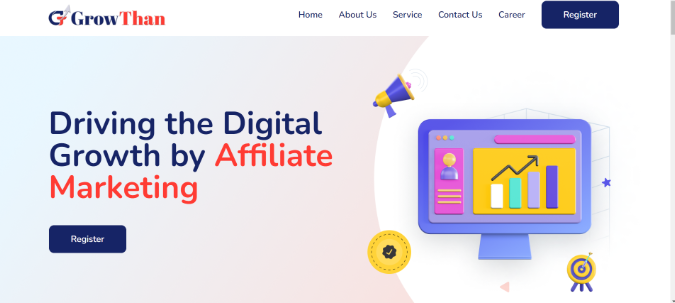 GrowThan
Home About Us Service Contact Us Career Register
Driving the Digital
Growth by Affiliate
Marketing
Register